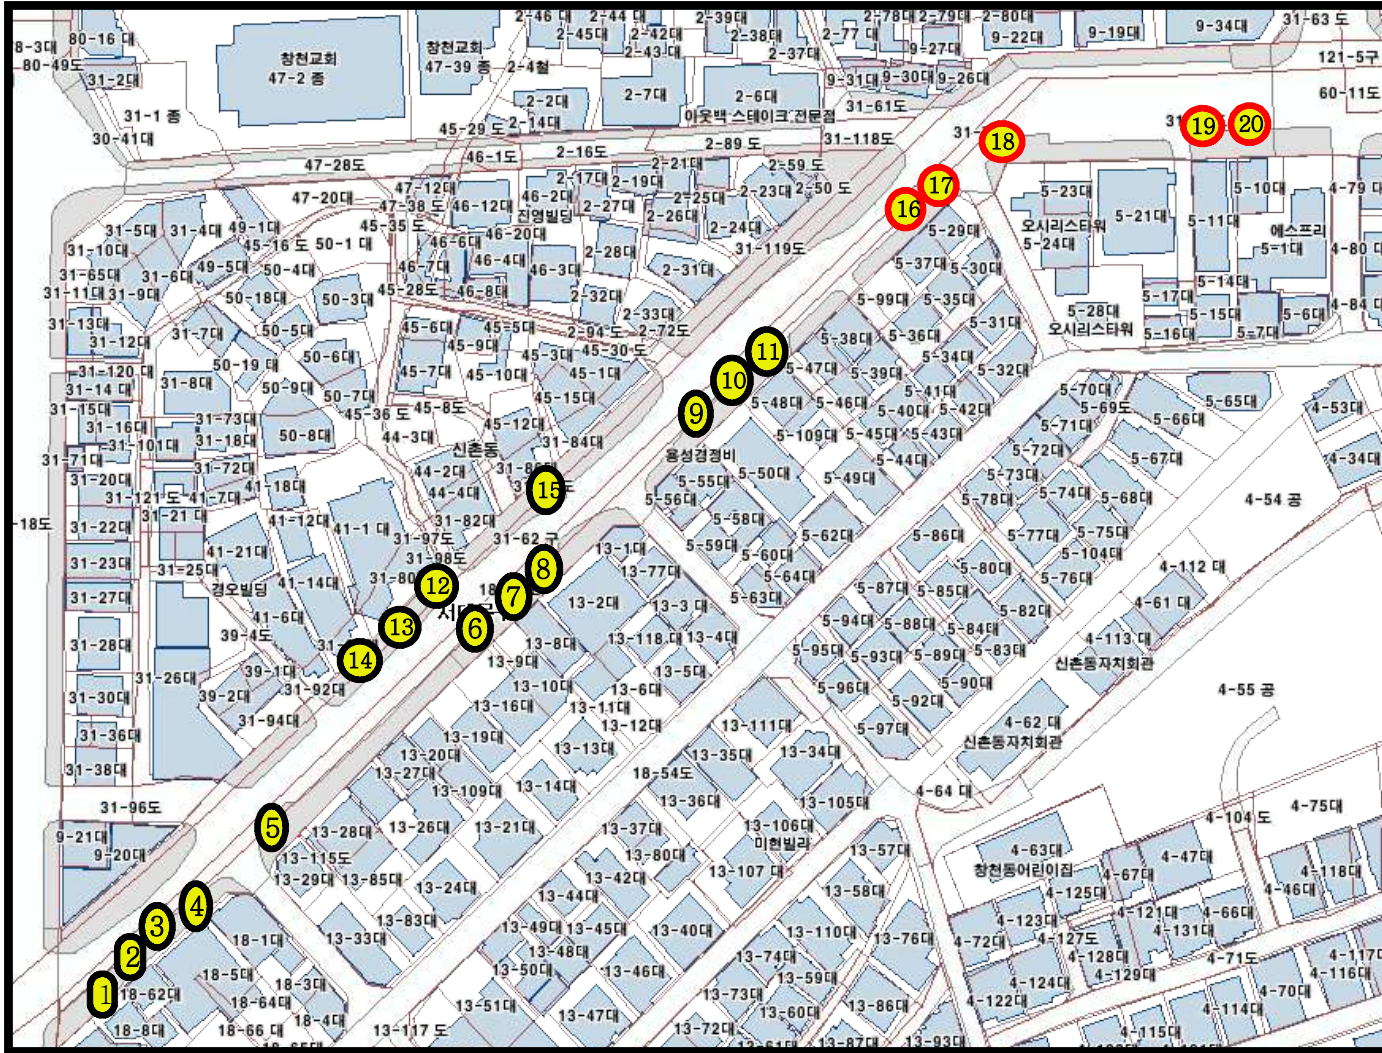 80-16 대
2-46 대
2-44 대
2-45대
2-42대
2-43대
2-39대
2-38대
2-37대
2-78대
2-79대
2-77 대
2-80대
9-22대
9-27대
9-19대
9-34대
31-63 도
121-5구
60-11도
80-49도
31-2대
창천교회
47-2 종
창천교회
47-39 종
2-4철
2-7대
2-6대
아웃백 스테이크 전문점
9-31대
9-30대
9-26대
31-61도
31-1 종
30-41대
2-2대
2-14대
45-29 도
46-1도
2-16도
2-89 도
31-118도
47-28도
2-21대
2-59 도
2-50 도
47-20대
47-12대
47-38 도
46-12대
46-2대
2-17대
2-19대
2-27대
진영빌딩
2-25대
2-26대
2-23대
2-24대
31-119도
31-5대
31-4대
49-1대
45-16 도
50-1 대
45-35 도
46-20대
46-6대
46-4대
46-3대
2-28대
2-31대
31-10대
31-65대
31-11대
31-6대
31-9대
49-5대
50-4대
50-18대
50-3대
46-7대
45-28도
46-8대
2-32대
2-33대
2-94 도
2-72도
31-13대
31-12대
31-7대
50-5대
45-6대
45-5대
45-9대
45-3대
45-30 도
31-120 도
31-14 대
31-8대
50-19 대
50-6대
50-9대
50-7대
45-7대
45-10대
45-1대
45-15대
31-15대
31-16대
31-101대
31-73대
31-18대
50-8대
45-36 도
45-8도
45-12대
44-3대
31-84대
신촌동
31-71대
31-20대
31-72대
31-121 도
41-7대
41-18대
44-2대
44-4대
-18도
31-22대
31-21 대
41-12대
41-1 대
31-82대
31-97도
31-98도
31-62 구
31-23대
31-25대
41-21대
경오빌딩
41-14대
31-27대
41-6대
39-4도
31-28대
39-1대
31-26대
39-2대
31-92대
31-30대
31-94대
31-36대
31-38대
31-96도
9-21대
9-20대
5-23대
오시리스타워
5-24대
5-21대
5-10대
5-11대
4-79 대
에스프리
5-1대
4-80 대
5-14대
5-17대
5-15대
5-16대
5-7대
5-6대
4-84 대
5-28대
오시리스타워
5-29대
5-37대
5-30대
5-99대
5-35대
5-36대
5-31대
5-38대
5-34대
5-32대
5-47대
5-39대
5-48대
5-46대
5-41대
5-40대
5-42대
5-109대
5-45대
5-43대
5-44대
용성경정비
5-50대
5-49대
5-55대
5-56대
5-58대
5-59대
5-60대
5-62대
5-64대
5-63대
5-70대
5-69도
5-71대
5-66대
5-65대
4-53대
5-72대
5-67대
4-34대
5-73대
5-74대
5-78대
5-68대
5-77대
5-75대
5-104대
5-76대
4-54 공
5-86대
5-80대
5-87대
5-85대
5-82대
5-94대
5-88대
5-84대
5-83대
5-95대
5-93대
5-89대
5-90대
5-96대
5-92대
5-97대
4-112 대
4-61 대
4-113 대
신촌동자치회관
4-62 대
신촌동자치회관
4-55 공
4-64 대
13-1대
13-77대
13-2대
13-3 대
13-118대
13-4대
13-8대
13-9대
13-5대
13-10대
13-6대
13-16대
13-11대
13-12대
13-19대
13-13대
13-20대
13-27대
13-14대
13-109대
13-26대
13-21대
13-28대
13-115도
13-29대
13-85대
13-24대
13-83대
13-33대
13-111대
13-35대
13-34대
18-54도
13-36대
13-105대
13-37대
13-106대
미현빌라
13-80대
13-107 대
13-57대
13-42대
13-58대
13-44대
13-49대
13-45대
13-40대
13-110대
13-76대
13-48대
13-50대
13-46대
13-59대
13-73대
13-51대
13-47대
13-60대
13-86대
13-72대
13-61대
13-87대
13-93대
13-117 도
18-1대
18-5대
18-3대
18-62대
18-64대
18-4대
18-8대
18-66 대
18-65대
4-63대
창천동어린이집
4-125대
4-67대
4-47대
4-104 도
4-75대
4-118대
4-46대
4-123대
4-121대
4-66대
4-131대
4-72대
4-127도
4-128대
4-129대
4-71도
4-117대
4-116대
4-124대
4-122대
4-70대
4-114대
4-115대
1
2
3
4
5
6
7
8
9
10
11
12
13
14
15
16
17
18
19
20